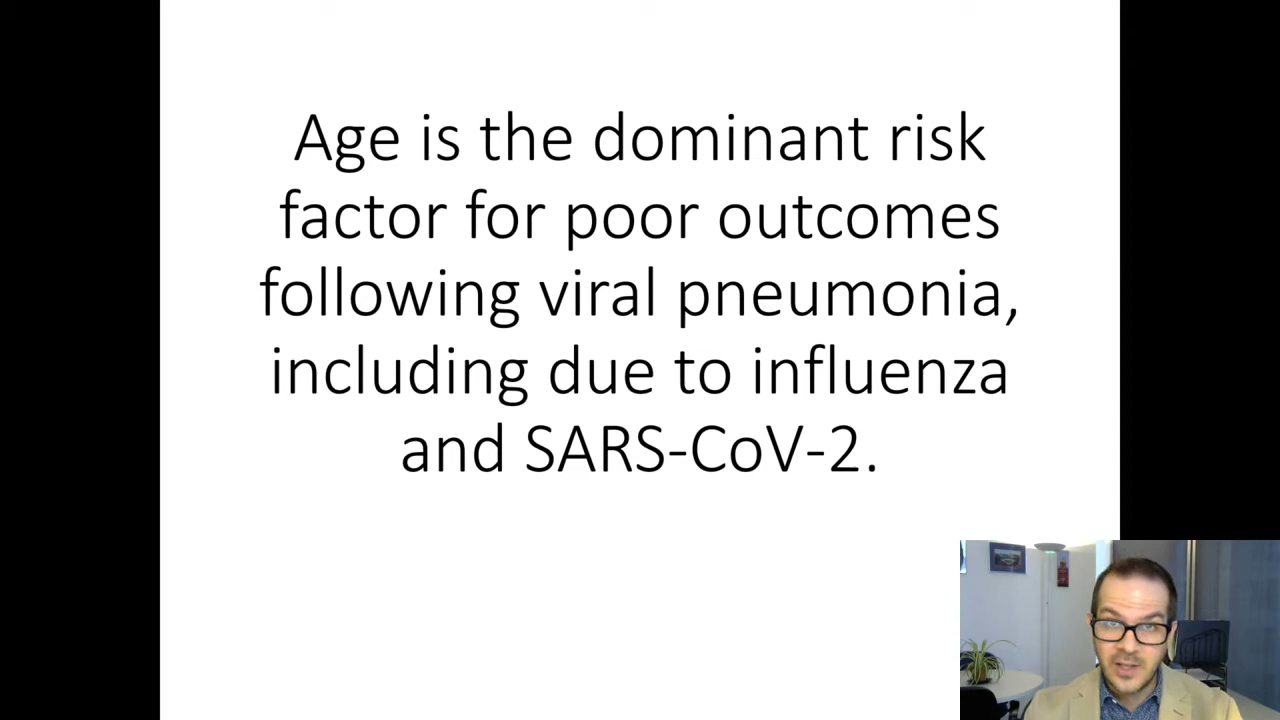 Age is the dominant risk
factor for poor outcomes
following viral pneumonia,
including due to influenza
and SARS-CoV-2.